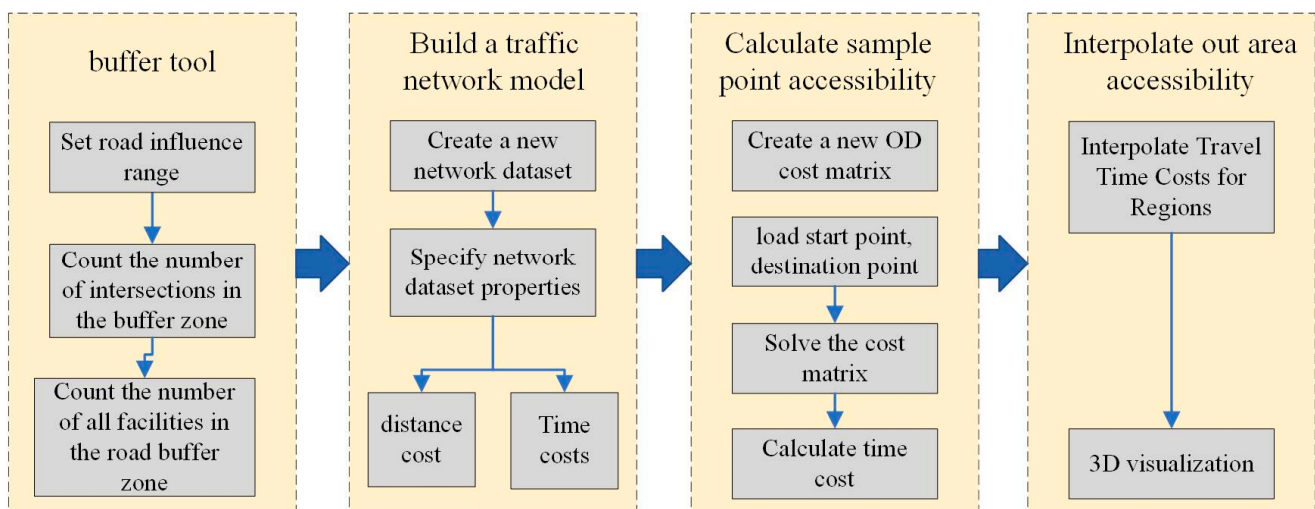 buffer tool
Set road influence
range
Count the number
of intersections in
the buffer zone
Count the number
of all facilities in
the road buffer
zone
Build a traffic
network model
Create a new
network dataset
Specify network
dataset properties
distance
cost
Time
costs
Calculate sample
point accessibility
Create a new OD
cost matrix
load start point,
destination point
Solve the cost
matrix
Calculate time
cost
Interpolate out area
accessibility
Interpolate Travel
Time Costs for
Regions
3D visualization